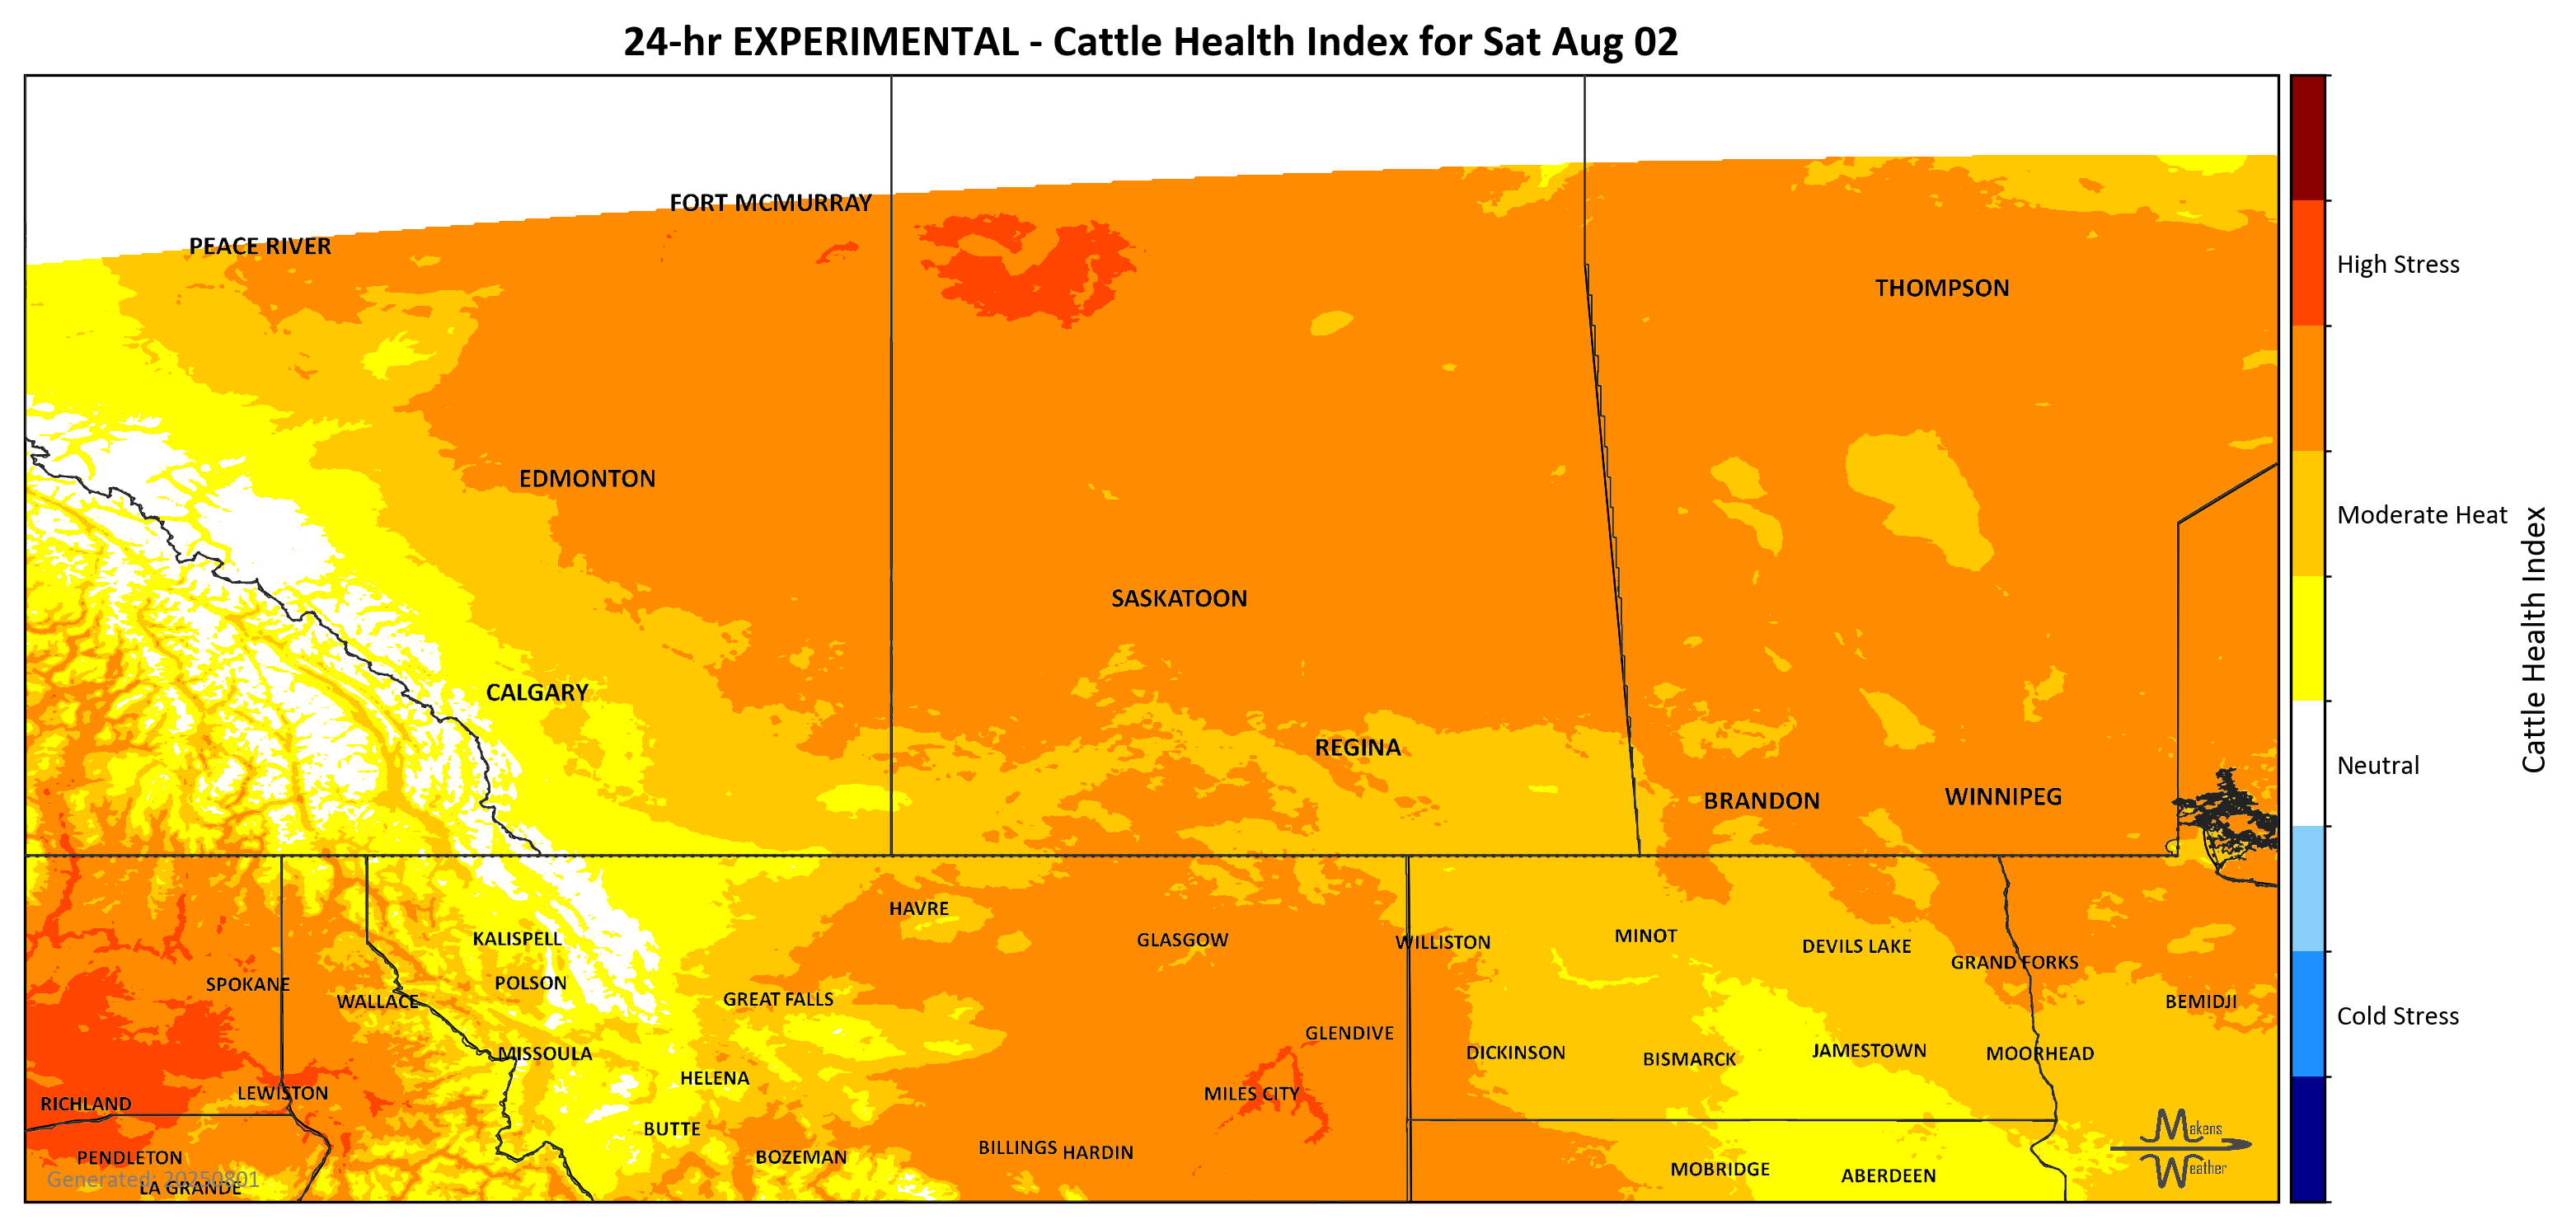 24-hr EXPERIMENTAL - Cattle Health Index for Sat Aug 02
FORT MCMURRAY
PEACE RIVER
High Stress
THOMPSON
EDMONTON
Moderate Heat
SASKATOON
Cattle Health Index
CALGARY
REGINA
Neutral
BRANDON
WINNIPEG
HAVRE
KALISPELL
GLASGOW
WILLISTON
MINOT
DEVILS LAKE
GRAND FORKS
SPOKANE
POLSON
WALLACE
GREAT FALLS
BEMIDJI
Cold Stress
GLENDIVE
MISSOULA
DICKINSON
BISMARCK
JAMESTOWN
MOORHEAD
HELENA
LEWISTON
MILES CITY
RICHLAND
BUTTE
Makens
Weather
BILLINGS
HARDIN
PENDLETON
BOZEMAN
MOBRIDGE
ABERDEEN
Generated: 20250801
LA GRANDE